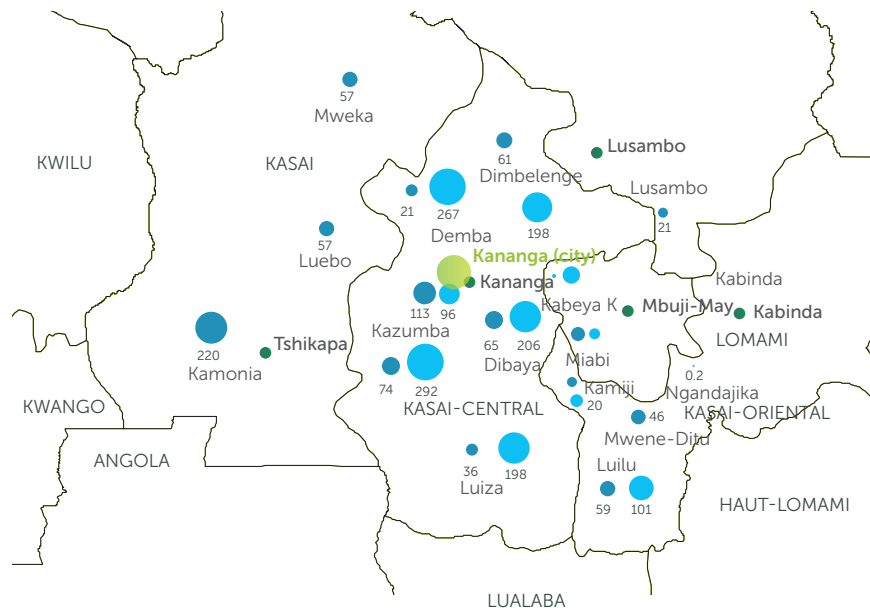 57
Mweka
61
Lusambo
KWILU
KASAI
Dimbelenge
21
267
198
Lusambo
21
57
Luebo
Demba
Kananga (city)
Kananga
Kabinda
113
96
Kabeya K
Mbuji-May
Kabinda
Kazumba
65
206
220
Tshikapa
Dibaya
Miabi
LOMAMI
Kamonia
74
292
0.2
Kamiji
Ngandajika
KWANGO
KASAI-CENTRAL
20
46
KASAI-ORIENTAL
Mwene-Ditu
ANGOLA
36
198
Luilu
Luiza
59
101
HAUT-LOMAMI
LUALABA